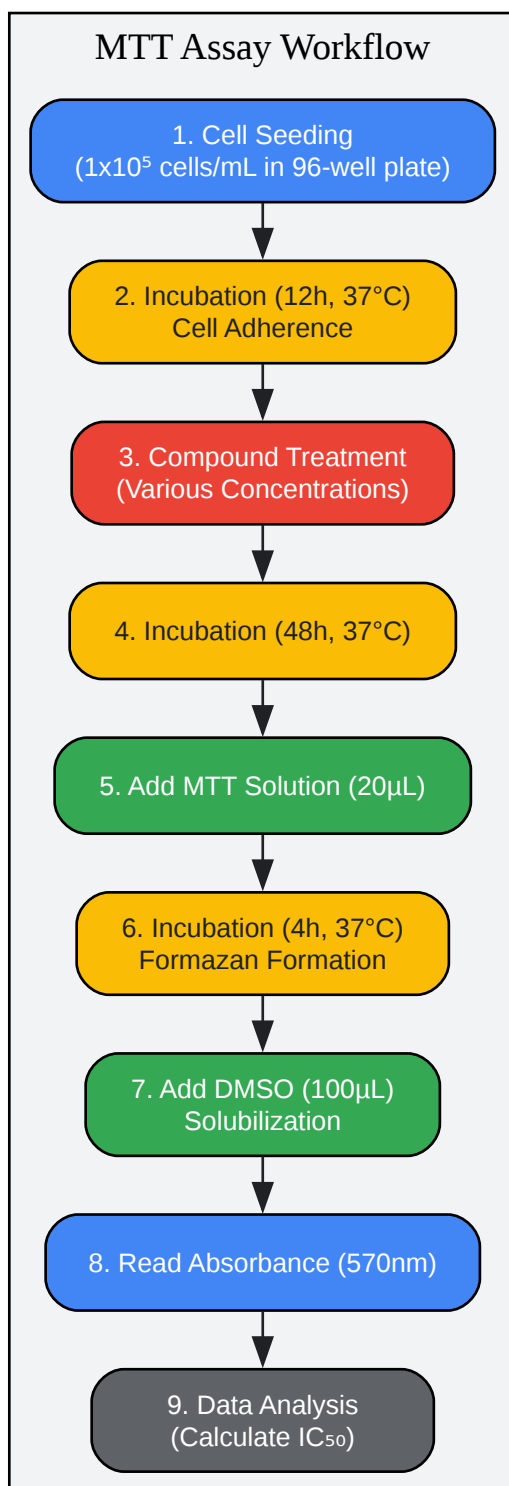 MTT Assay Workflow
1. Cell Seeding
(1x10⁵ cells/mL in 96-well plate)
2. Incubation (12h, 37°C)
Cell Adherence
3. Compound Treatment
(Various Concentrations)
4. Incubation (48h, 37°C)
5. Add MTT Solution (20µL)
6. Incubation (4h, 37°C)
Formazan Formation
7. Add DMSO (100µL)
Solubilization
8. Read Absorbance (570nm)
9. Data Analysis
(Calculate IC₅₀)